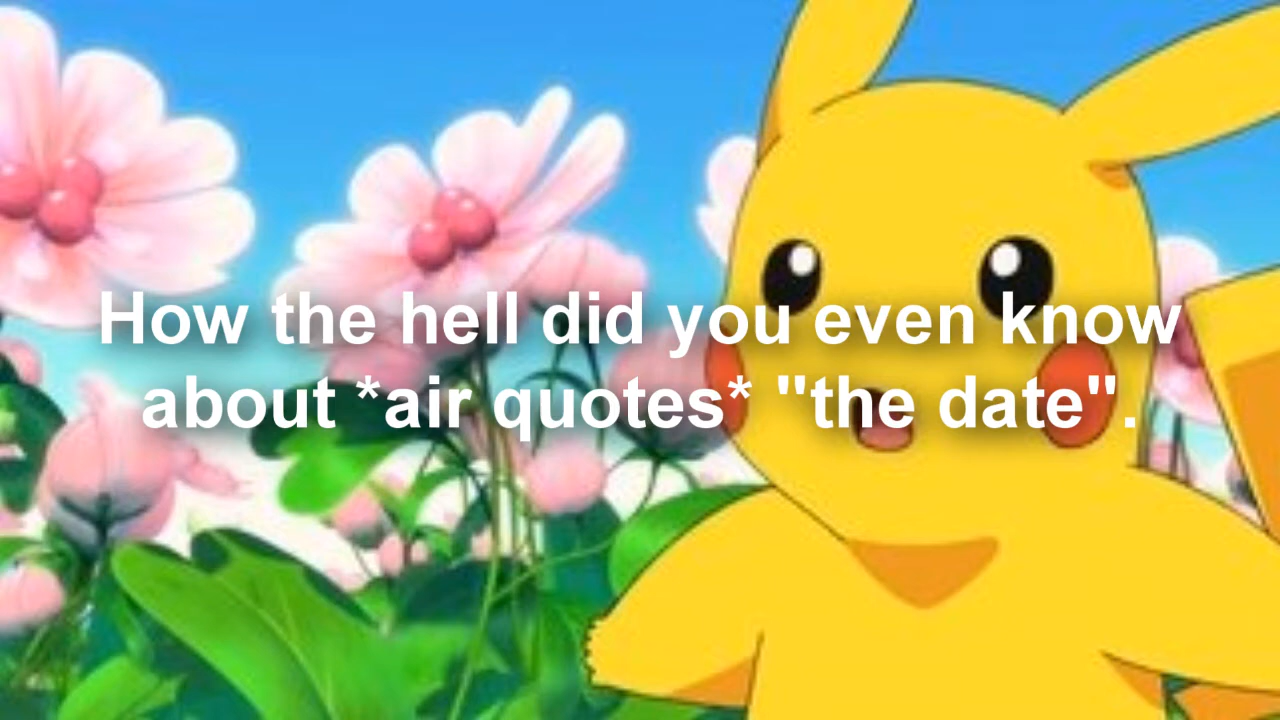 How the hell did you even know
about *air quotes* "the date".